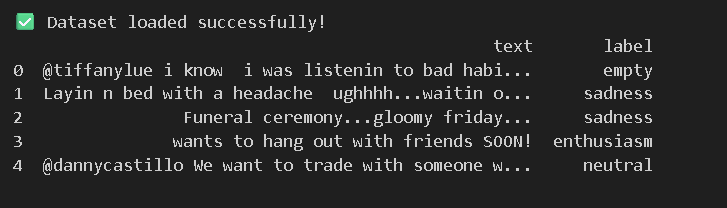 ✅ Dataset loaded successfully!
text label
0 @tiffanylue i know  i was listenin to bad habi... empty
1 Layin n bed with a headache  ughhhh...waitin o... sadness
2 Funeral ceremony...gloomy friday... sadness
3 wants to hang out with friends SOON! enthusiasm
4 @dannycastillo We want to trade with someone w... neutral